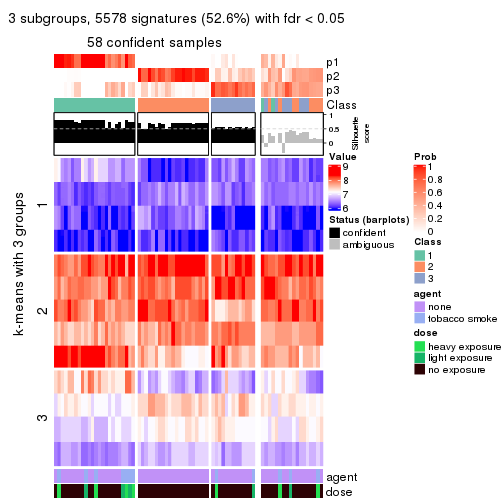 3 subgroups, 5578 signatures (52.6%) with fdr < 0.05
58 confident samples
p1
p2
p3
Class
1
0.5
0
Silhouette
score
k-means with 3 groups
1
2
3
agent
dose
Value
9
8
7
6
Status (barplots)
confident
ambiguous
Prob
1
0.8
0.6
0.4
0.2
0
Class
1
2
3
agent
none
tobacco smoke
dose
heavy exposure
light exposure
no exposure